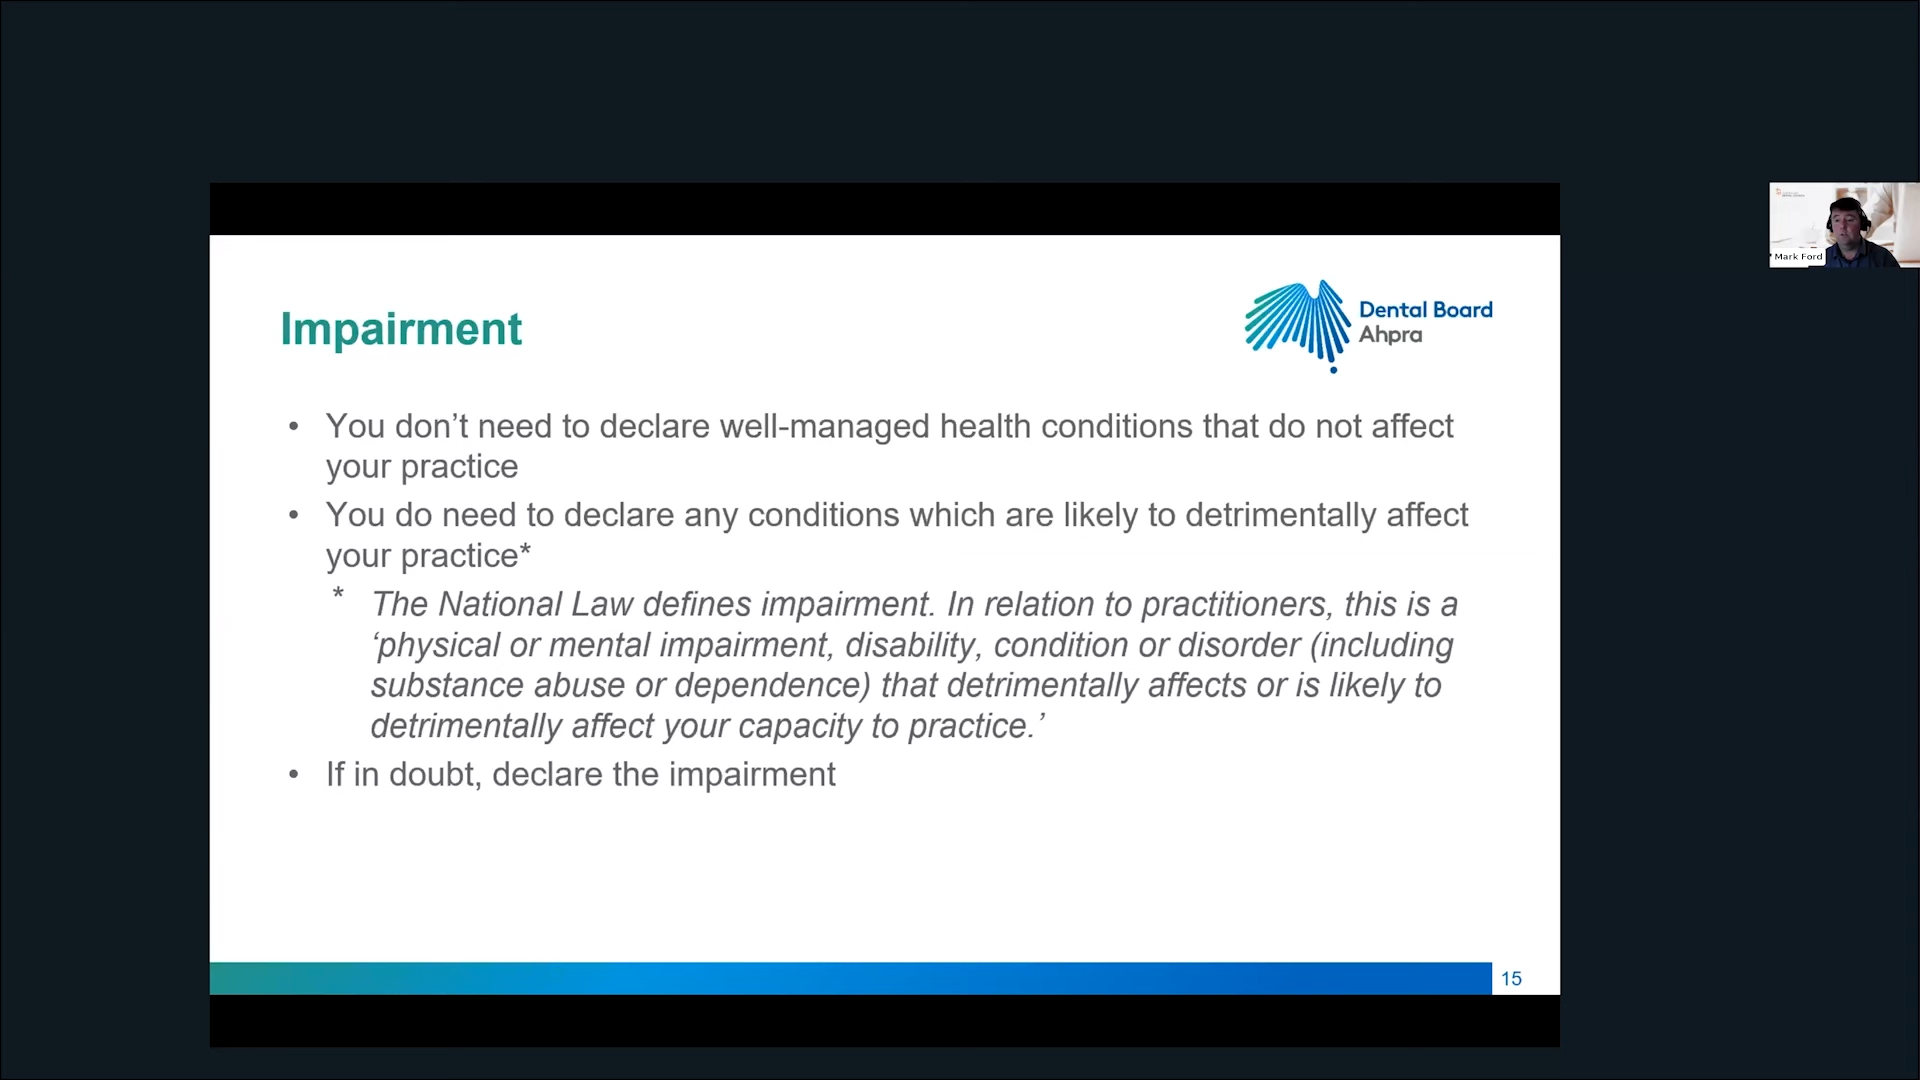 Impairment
Dental Board
Ahpra
• You don’t need to declare well-managed health conditions that do not affect
your practice
• You do need to declare any conditions which are likely to detrimentally affect
your practice*
* The National Law defines impairment. In relation to practitioners, this is a
‘physical or mental impairment, disability, condition or disorder (including
substance abuse or dependence) that detrimentally affects or is likely to
detrimentally affect your capacity to practice.’
• If in doubt, declare the impairment
15
Mark Ford